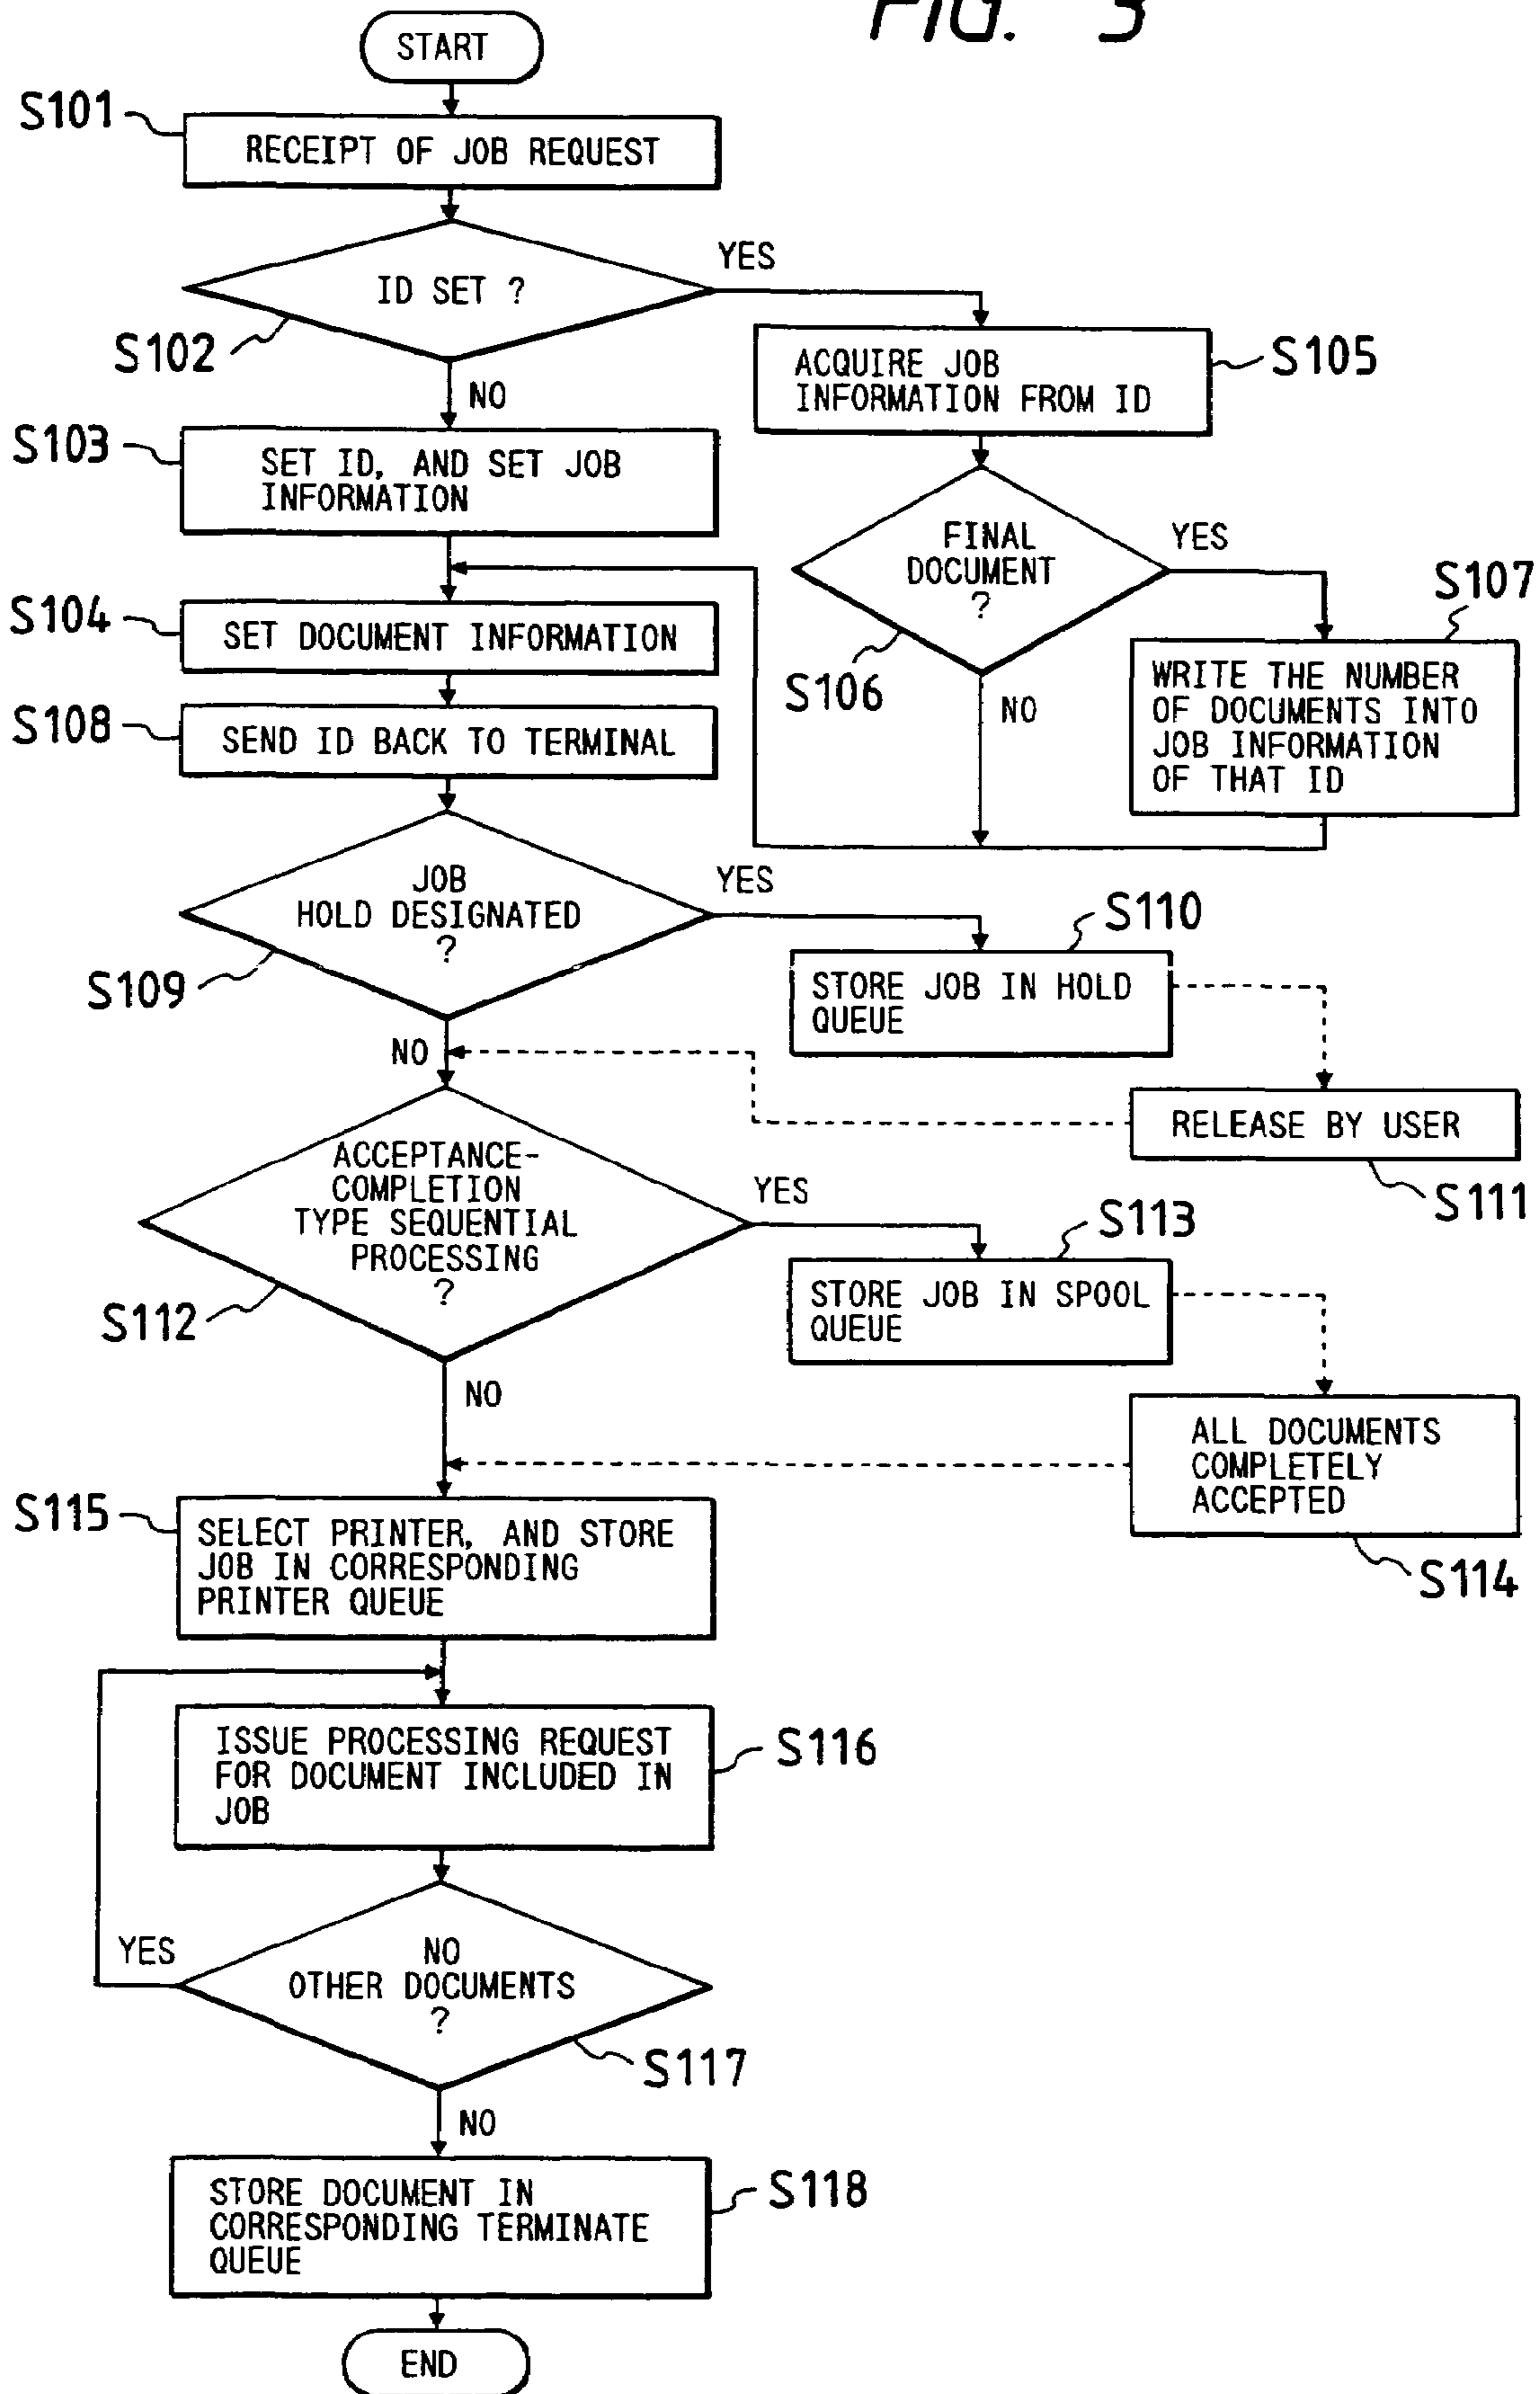 FIG. 3
START
S101
RECEIPT OF JOB REQUEST
ID SET ?
YES
S102
NO
ACQUIRE JOB
INFORMATION FROM ID
S105
S103
SET ID, AND SET JOB
INFORMATION
FINAL
DOCUMENT
?
YES
S106
NO
S107
WRITE THE NUMBER
OF DOCUMENTS INTO
JOB INFORMATION
OF THAT ID
S104
SET DOCUMENT INFORMATION
S108
SEND ID BACK TO TERMINAL
JOB
HOLD DESIGNATED
?
YES
S109
NO
S110
STORE JOB IN HOLD
QUEUE
RELEASE BY USER
S111
ACCEPTANCE-
COMPLETION
TYPE SEQUENTIAL
PROCESSING
?
YES
S112
NO
S113
STORE JOB IN SPOOL
QUEUE
ALL DOCUMENTS
COMPLETELY
ACCEPTED
S114
S115
SELECT PRINTER, AND STORE
JOB IN CORRESPONDING
PRINTER QUEUE
ISSUE PROCESSING REQUEST
FOR DOCUMENT INCLUDED IN
JOB
S116
YES
NO
OTHER DOCUMENTS
?
S117
NO
STORE DOCUMENT IN
CORRESPONDING TERMINATE
QUEUE
S118
END